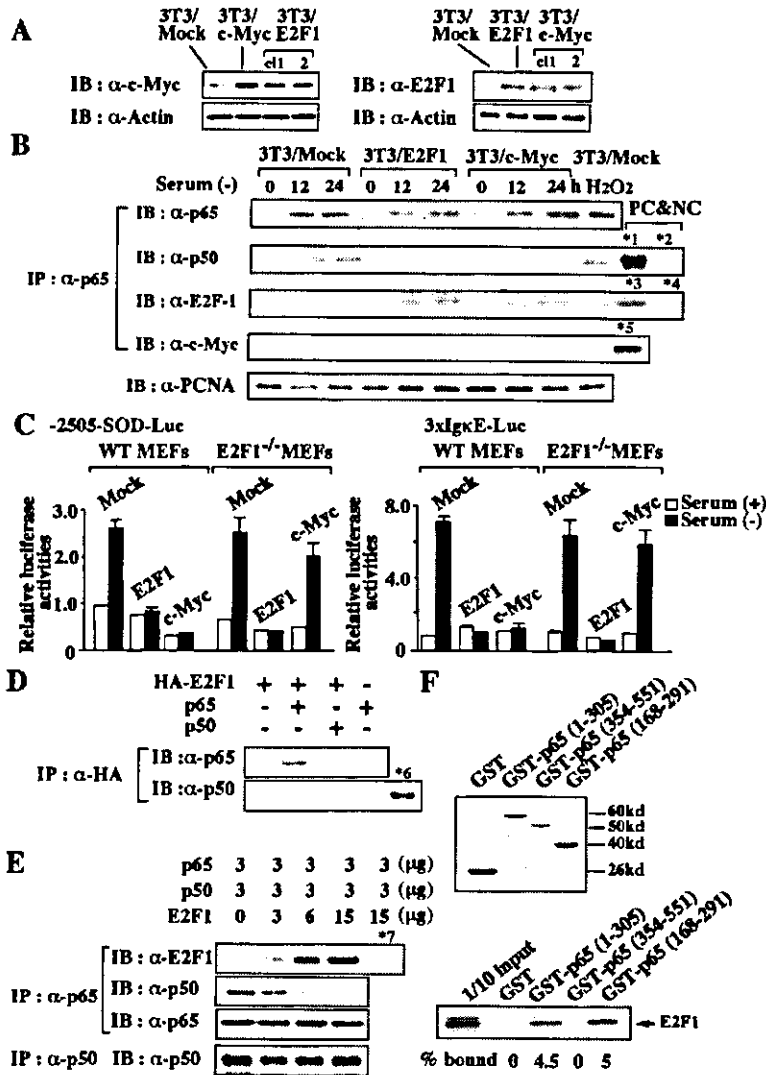 A
3T3/ 3T3/ 3T3/
Mock c-Myc E2F1
cl1 2
IB : α-c-Myc
IB : α-Actin
3T3/ 3T3/ 3T3/
Mock E2F1 c-Myc
cl1 2
IB : α-E2F1
IB : α-Actin
B
3T3/Mock 3T3/E2F1 3T3/c-Myc 3T3/Mock
Serum (-) 0 12 24 0 12 24 0 12 24 h H2O2
PC&NC
IP : α-p65
IB : α-p65
*1 *2
IB : α-p50
*3 *4
IB : α-E2F-1
*5
IB : α-c-Myc
IB : α-PCNA
C
-2505-SOD-Luc
WT MEFs E2F1-/-MEFs
Relative luciferase activities
3.0
2.0
1.0
0
Mock E2F1 c-Myc Mock E2F1 c-Myc
3xIgκE-Luc
WT MEFs E2F1-/-MEFs
Relative luciferase activities
8.0
4.0
0
Mock E2F1 c-Myc Mock E2F1 c-Myc
Serum (+)
Serum (-)
D
HA-E2F1 + + + -
p65 - + - +
p50 - - + -
IP : α-HA
IB :α-p65
IB :α-p50
*6
E
p65 3 3 3 3 3 (μg)
p50 3 3 3 3 3 (μg)
E2F1 0 3 6 15 15 (μg)
*7
IP : α-p65
IB : α-E2F1
IB : α-p50
IB : α-p65
IP : α-p50 IB : α-p50
F
GST GST-p65 (1-305) GST-p65 (354-551) GST-p65 (168-291)
60kd
50kd
40kd
26kd
1/10 input GST GST-p65 (1-305) GST-p65 (354-551) GST-p65 (168-291)
E2F1
% bound 0 4.5 0 5